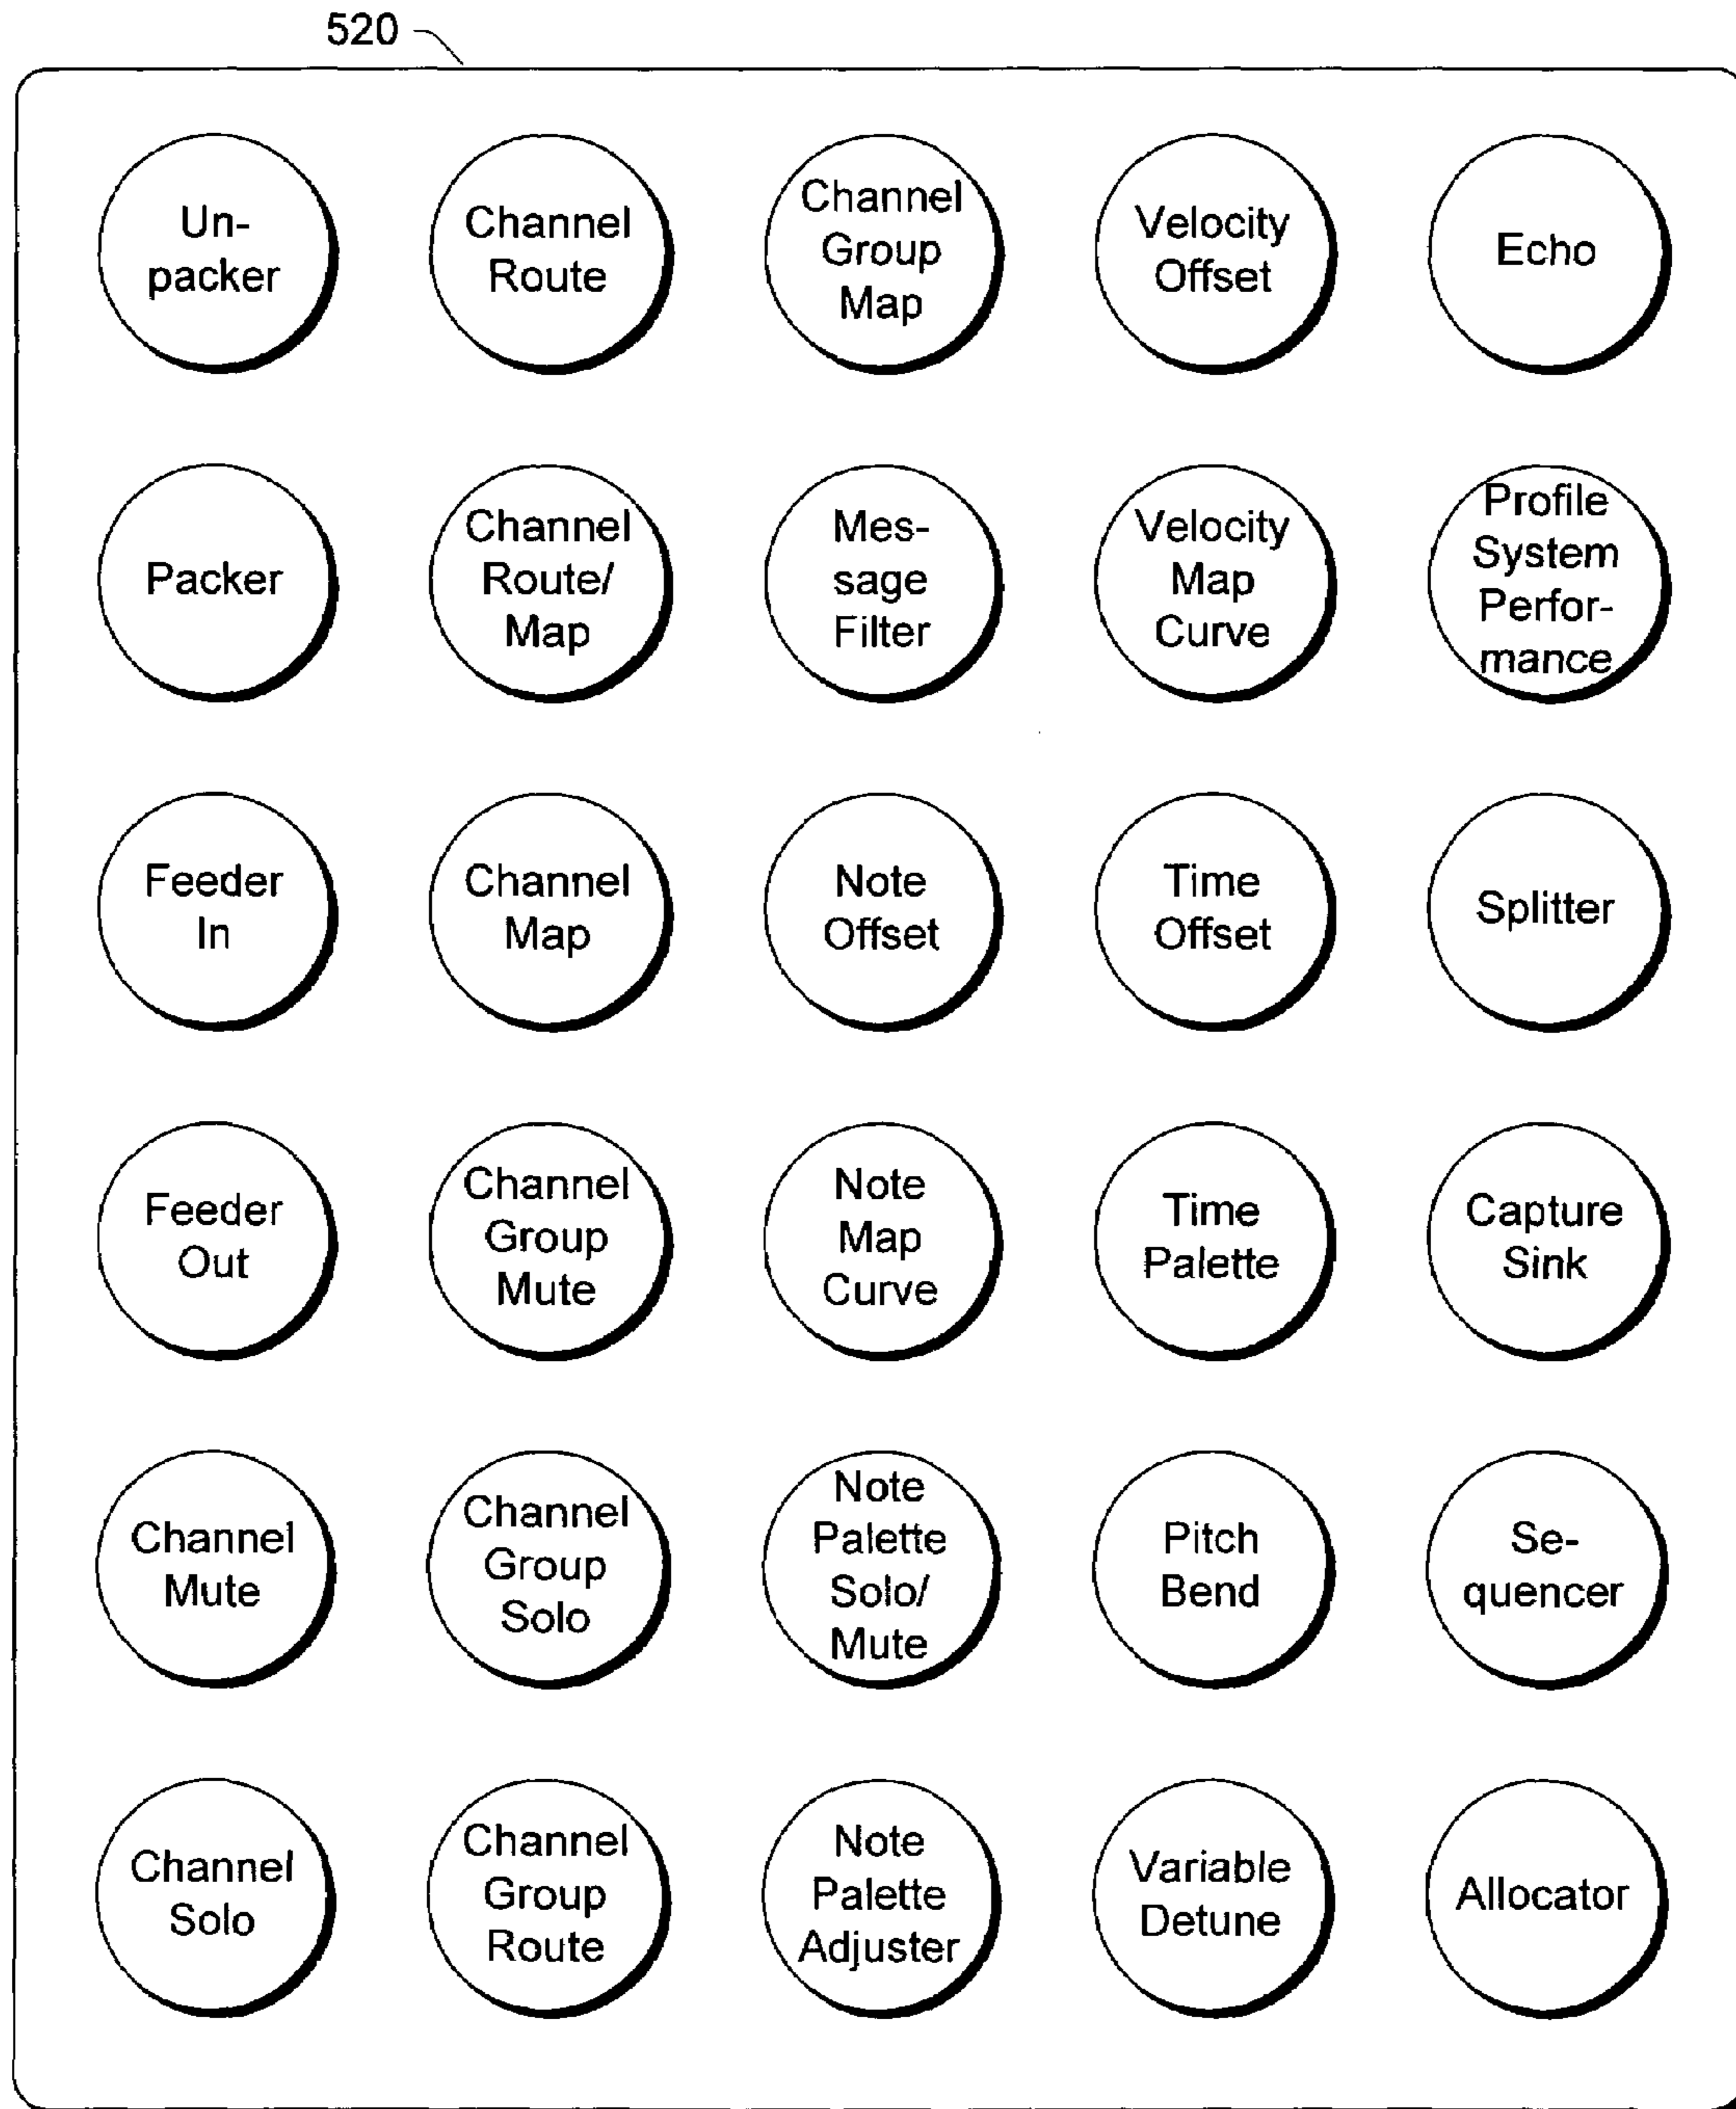 520
Un-
packer
Channel
Route
Channel
Group
Map
Velocity
Offset
Echo
Packer
Channel
Route/
Map
Mes-
sage
Filter
Velocity
Map
Curve
Profile
System
Perfor-
mance
Feeder
In
Channel
Map
Note
Offset
Time
Offset
Splitter
Feeder
Out
Channel
Group
Mute
Note
Map
Curve
Time
Palette
Capture
Sink
Channel
Mute
Channel
Group
Solo
Note
Palette
Solo/
Mute
Pitch
Bend
Se-
quencer
Channel
Solo
Channel
Group
Route
Note
Palette
Adjuster
Variable
Detune
Allocator